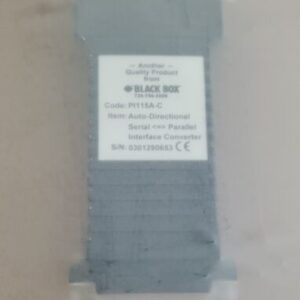 — Another —
Quality Product
from
BLACK BOX
724-746-5500
Code: PI115A-C
Item: Auto-Directional
Serial <=> Parallel
Interface Converter
S/N: 0301290653 CE